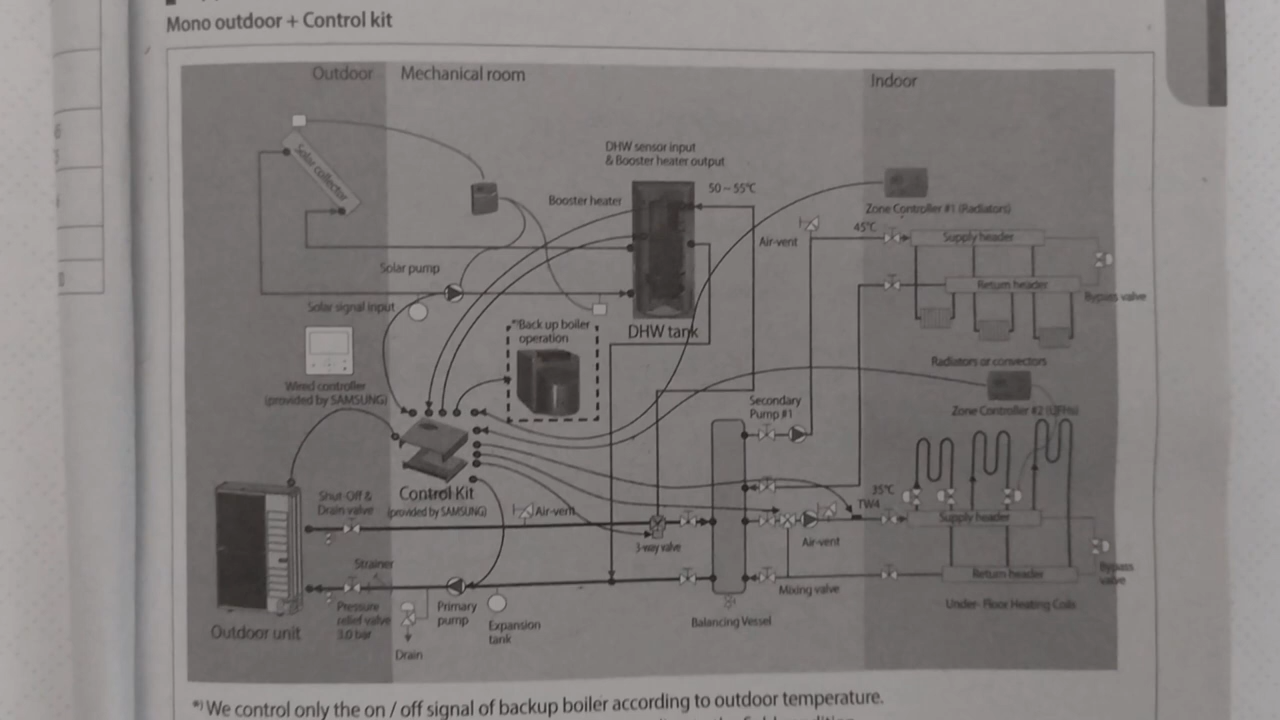 Mono outdoor + Control kit
Outdoor
Mechanical room
Indoor
Solar collector
DHW sensor input
& Booster heater output
50 ~ 55℃
Booster heater
Zone Controller #1 (Radiators)
45℃
Air-vent
Supply header
Solar pump
Return header
Bypass valve
Solar signal input
*)Back up boiler
operation
DHW tank
Radiators or convectors
Wired controller
(provided by SAMSUNG)
Secondary
Pump #1
Zone Controller #2 (UFHs)
Control Kit
(provided by SAMSUNG)
Shut-Off &
Drain valve
35℃
TW4
Air-vent
Supply header
3-way valve
Air-vent
Strainer
Return header
Bypass
valve
Mixing valve
Pressure
relief valve
3.0 bar
Primary
pump
Expansion
tank
Balancing Vessel
Under- Floor Heating Coils
Outdoor unit
Drain
*) We control only the on / off signal of backup boiler according to outdoor temperature.